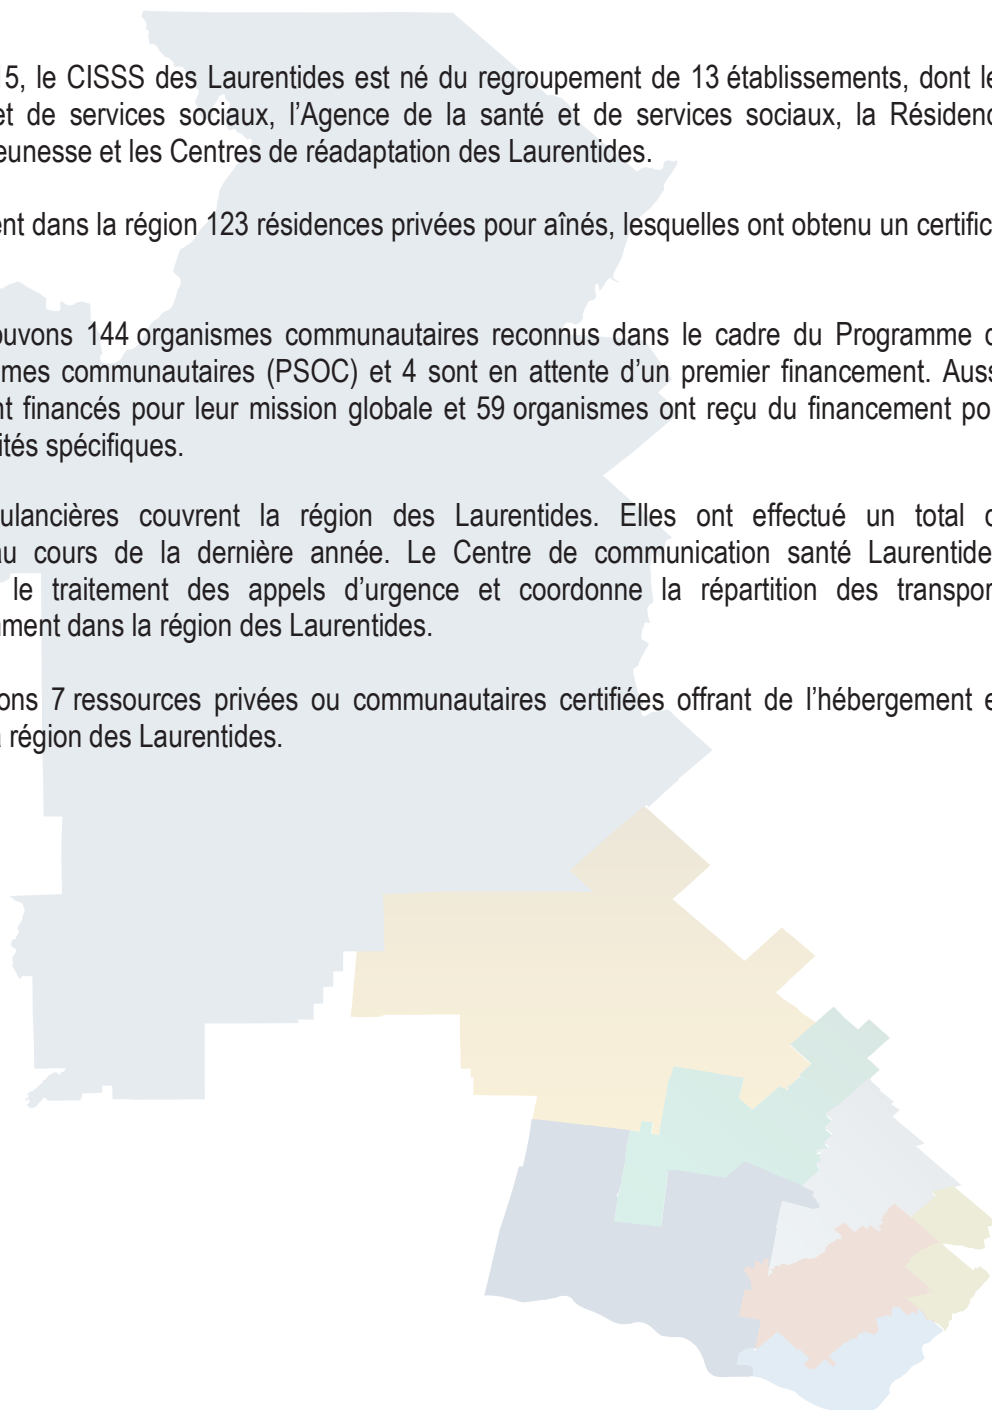 15, le CISSS des Laurentides est né du regroupement de 13 établissements, dont le
et de services sociaux, l’Agence de la santé et de services sociaux, la Résidenc
eunesse et les Centres de réadaptation des Laurentides.
ent dans la région 123 résidences privées pour aînés, lesquelles ont obtenu un certific
ouvons 144 organismes communautaires reconnus dans le cadre du Programme d
mes communautaires (PSOC) et 4 sont en attente d’un premier financement. Auss
nt financés pour leur mission globale et 59 organismes ont reçu du financement po
ités spécifiques.
ulancières couvrent la région des Laurentides. Elles ont effectué un total d
au cours de la dernière année. Le Centre de communication santé Laurentide
le traitement des appels d’urgence et coordonne la répartition des transpor
mment dans la région des Laurentides.
ons 7 ressources privées ou communautaires certifiées offrant de l’hébergement e
a région des Laurentides.